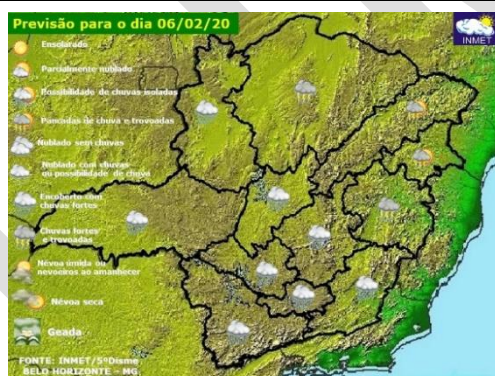 Previsão para o dia 06/02/20
INMET
Ensolarado
Parcialmente nublado
Possibilidade de chuvas isoladas
Pancadas de chuva e trovoadas
Nublado sem chuvas
Nublado com chuvas
ou possibilidade de chuva
Encoberto com
chuvas fortes
Chuvas fortes
e trovoadas
Névoa úmida ou
nevoeiros ao amanhecer
Névoa seca
Geada
FONTE: INMET/5ºDisme
BELO HORIZONTE - MG